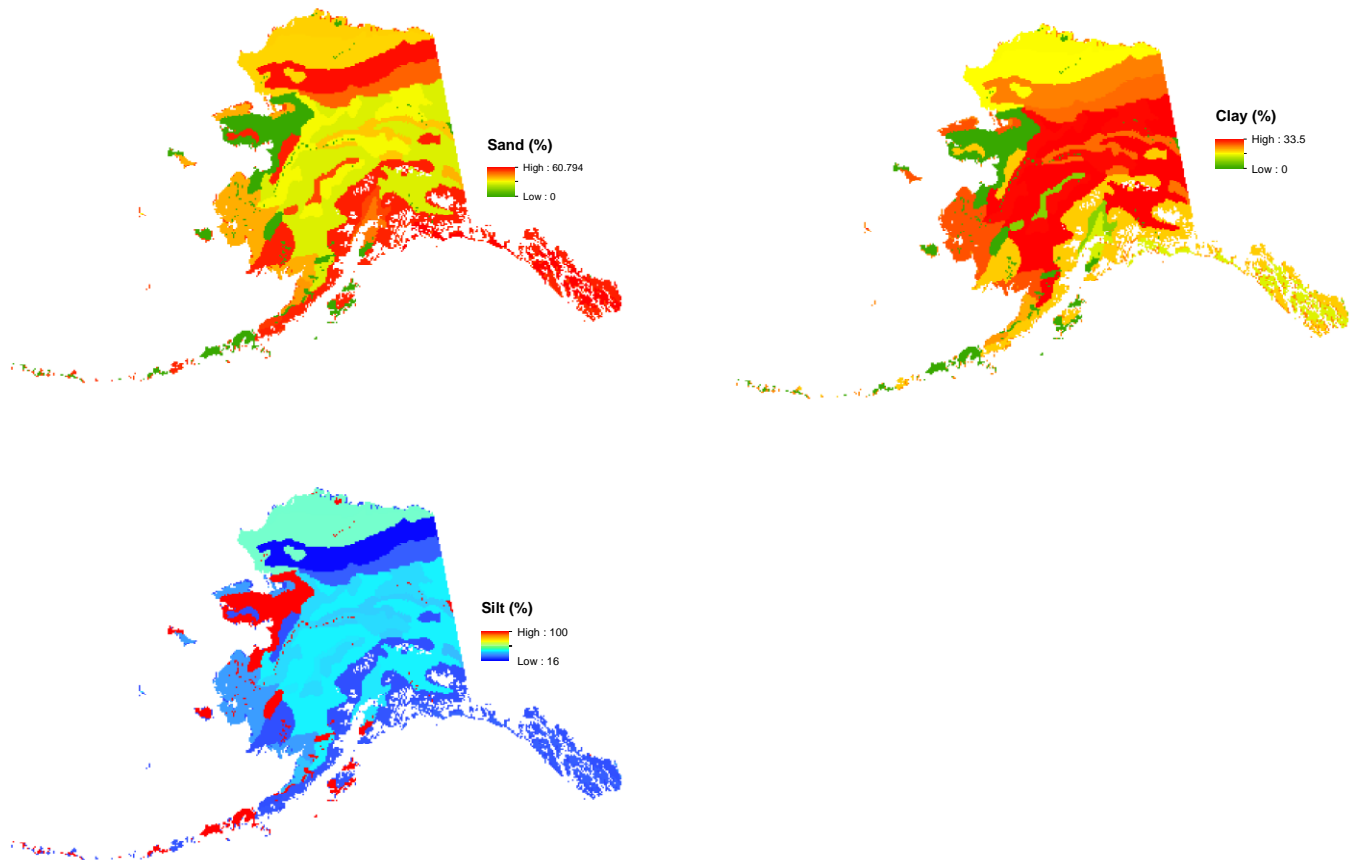 Sand (%)
High : 60.794
Low : 0
Clay (%)
High : 33.5
Low : 0
Silt (%)
High : 100
Low : 16